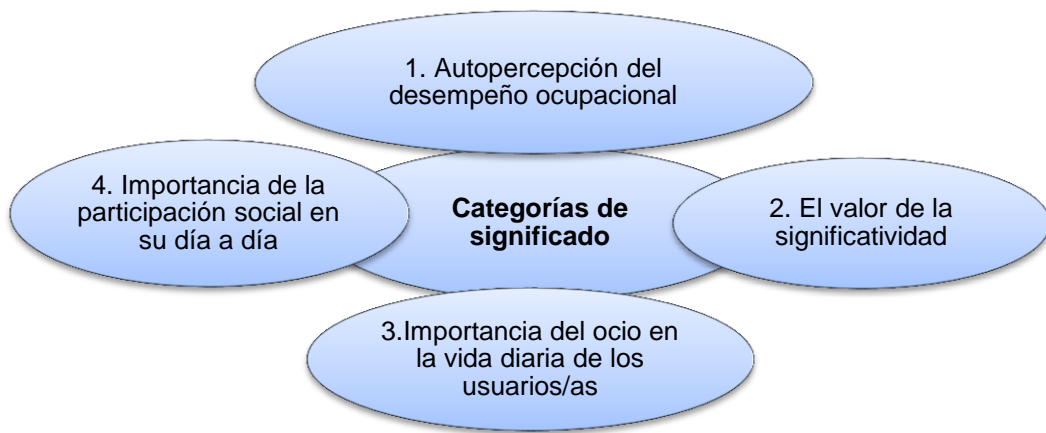 1. Autopercepción del
desempeño ocupacional
4. Importancia de la
participación social en
su día a día
Categorías de
significado
2. El valor de la
significatividad
3.Importancia del ocio en
la vida diaria de los
usuarios/as